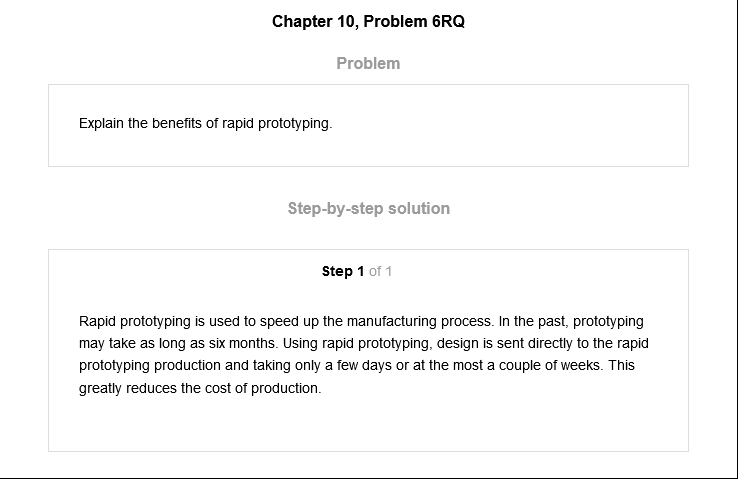 Chapter 10, Problem 6RQ
Problem
Explain the benefits of rapid prototyping.
Step-by-step solution
Step 1 of 1
Rapid prototyping is used to speed up the manufacturing process. In the past, prototyping
may take as long as six months. Using rapid prototyping, design is sent directly to the rapid
prototyping production and taking only a few days or at the most a couple of weeks. This
greatly reduces the cost of production.